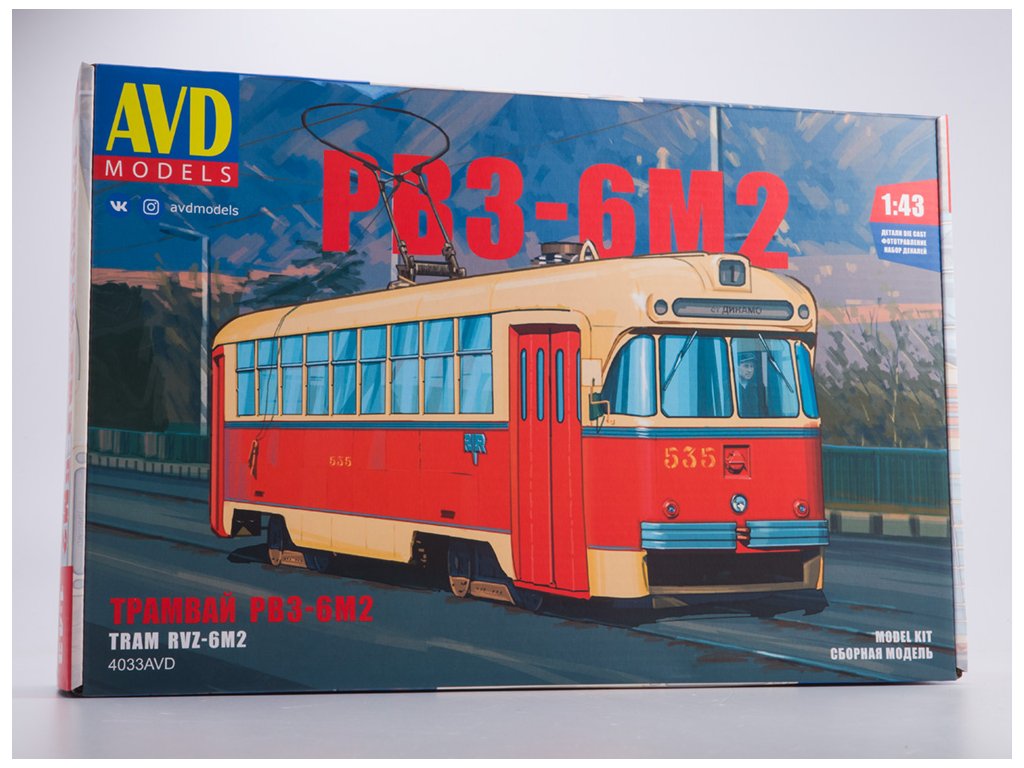 AVD
MODELS
avdmodels
РВЗ-6М2
1:43
ДЕТАЛИ DIE CAST
ФОТОТРАВЛЕНИЕ
НАБОР ДЕТАЛЕЙ
ст ДИНАМО
535
535
ТРАМВАЙ РВЗ-6М2
TRAM RVZ-6M2
4033AVD
MODEL KIT
СБОРНАЯ МОДЕЛЬ